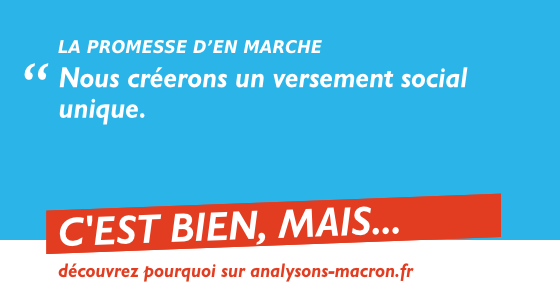 LA PROMESSE D’EN MARCHE
“ Nous créerons un versement social
unique.
C'EST BIEN, MAIS...
découvrez pourquoi sur analysons-macron.fr